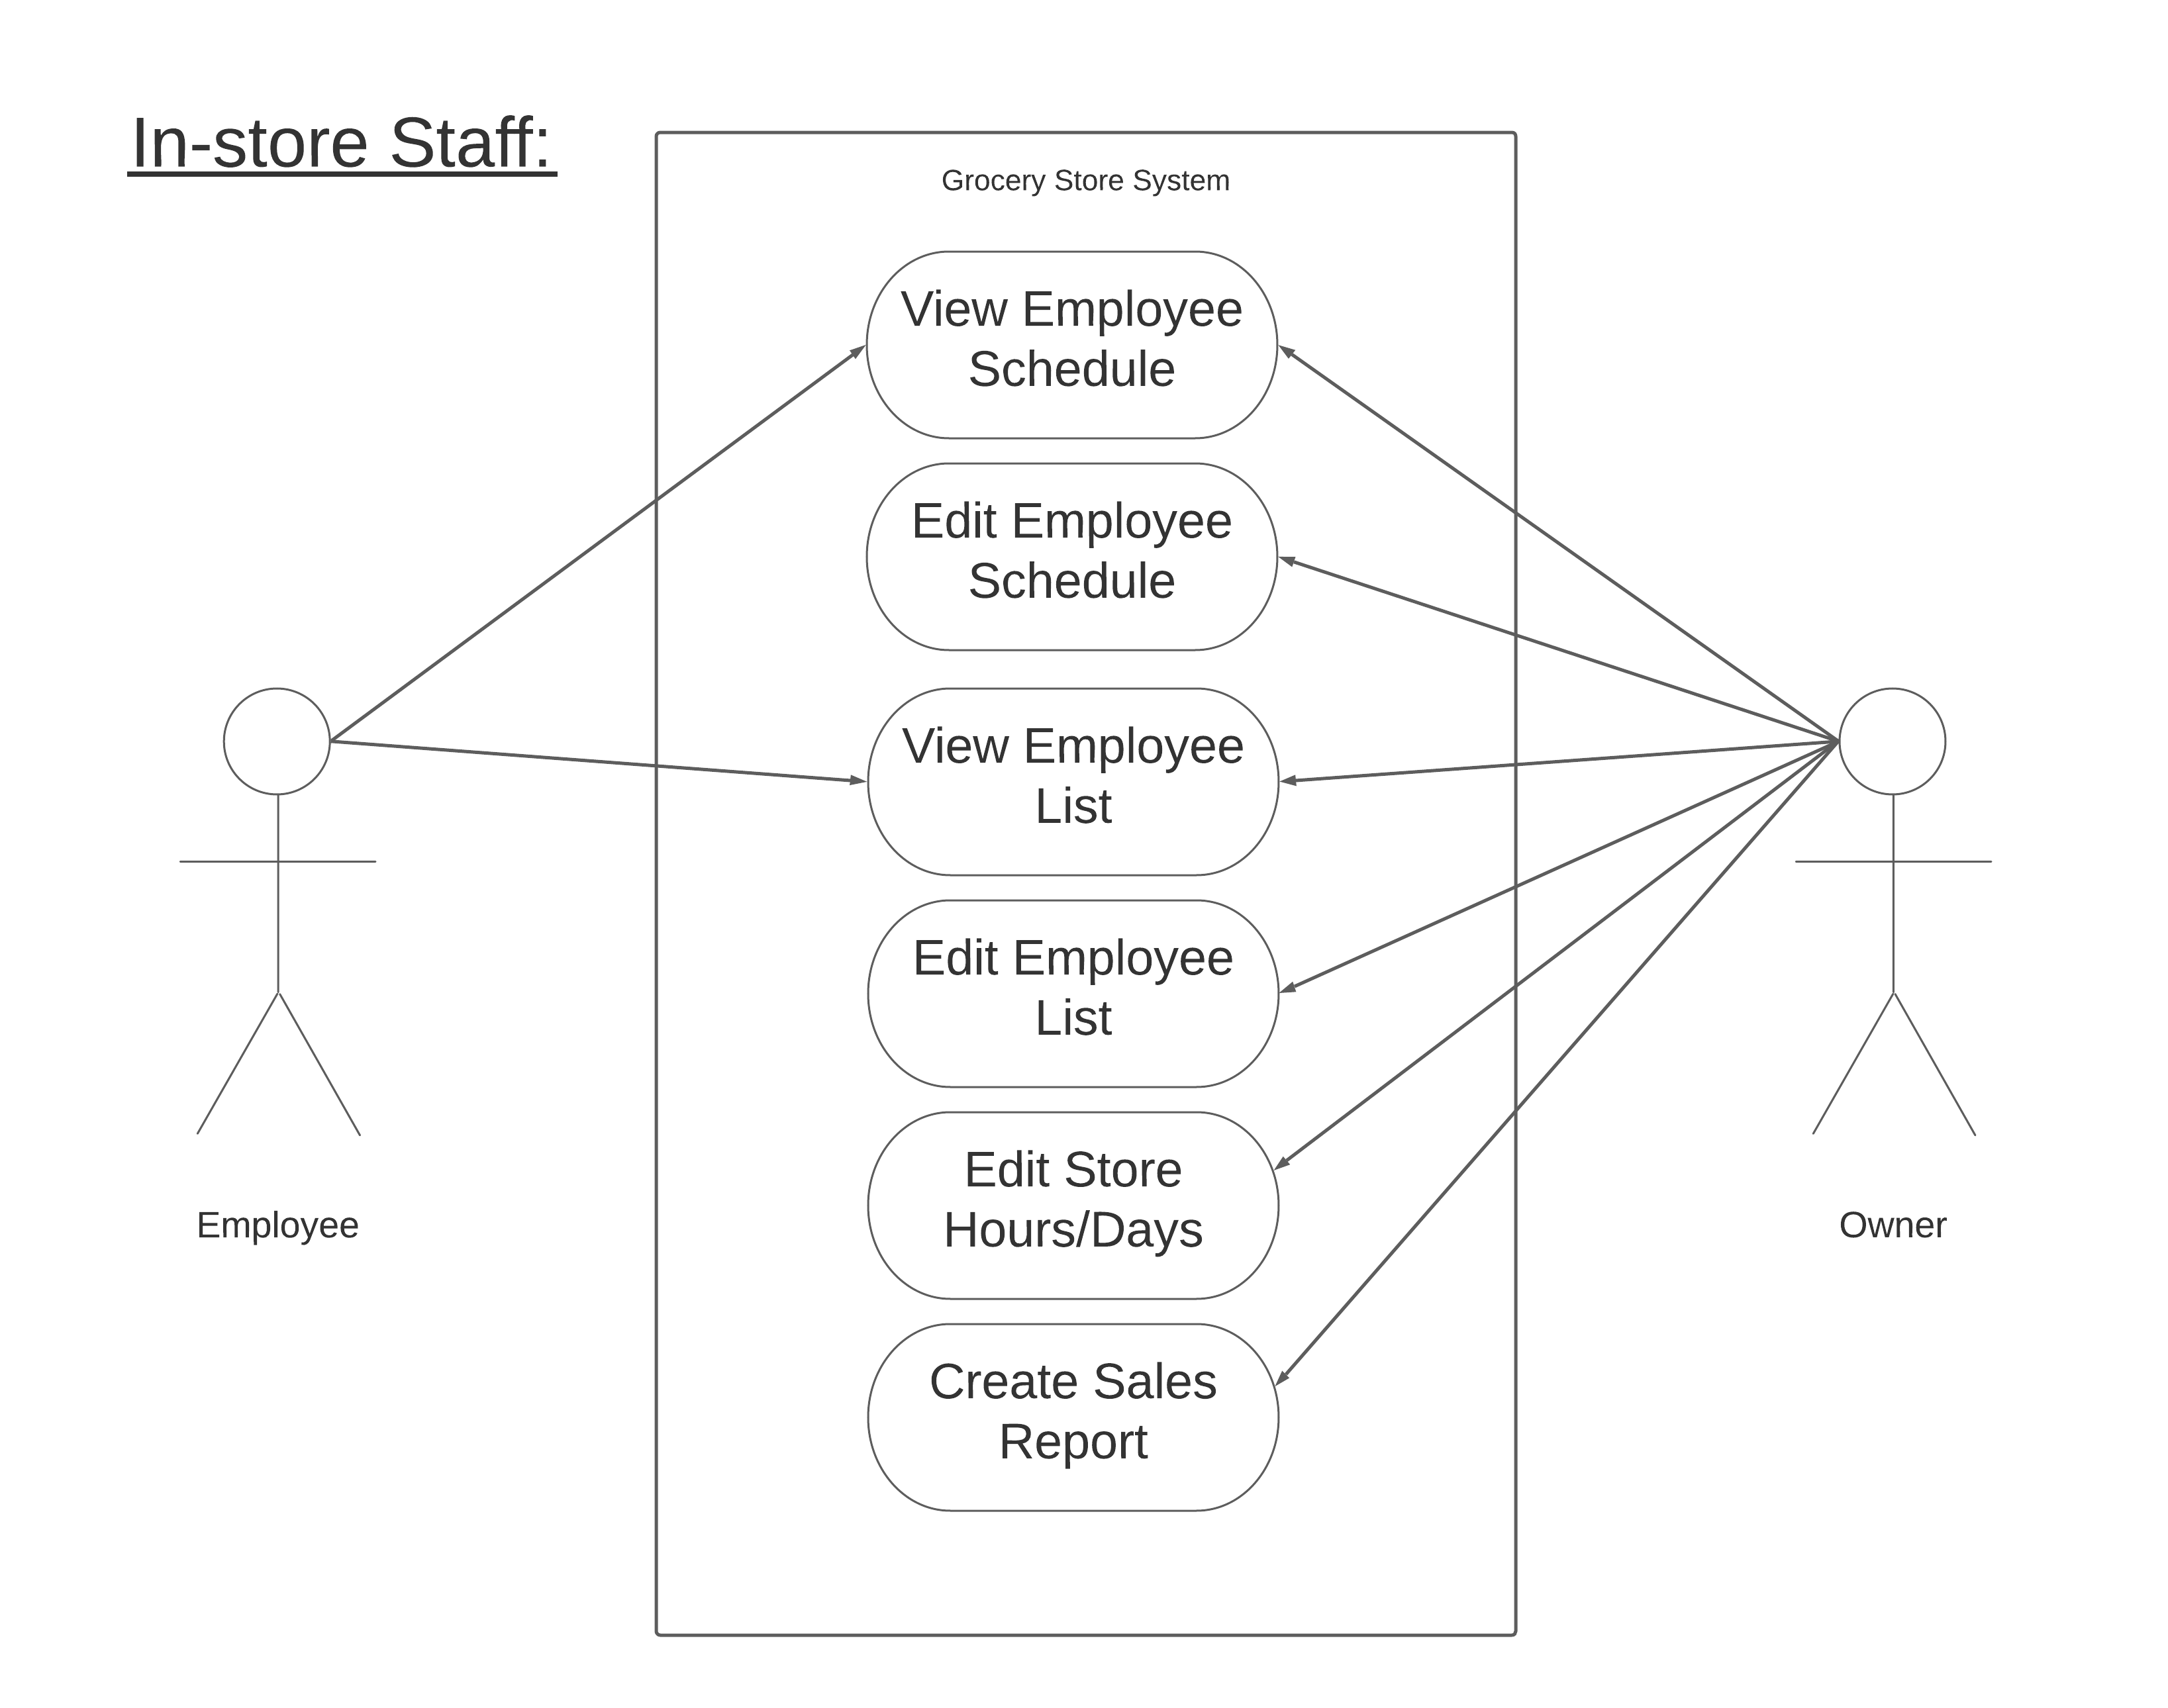 In-store Staff:
Grocery Store System
View Employee
Schedule
Edit Employee
Schedule
View Employee
List
Edit Employee
List
Edit Store
Hours/Days
Create Sales
Report
Employee
Owner